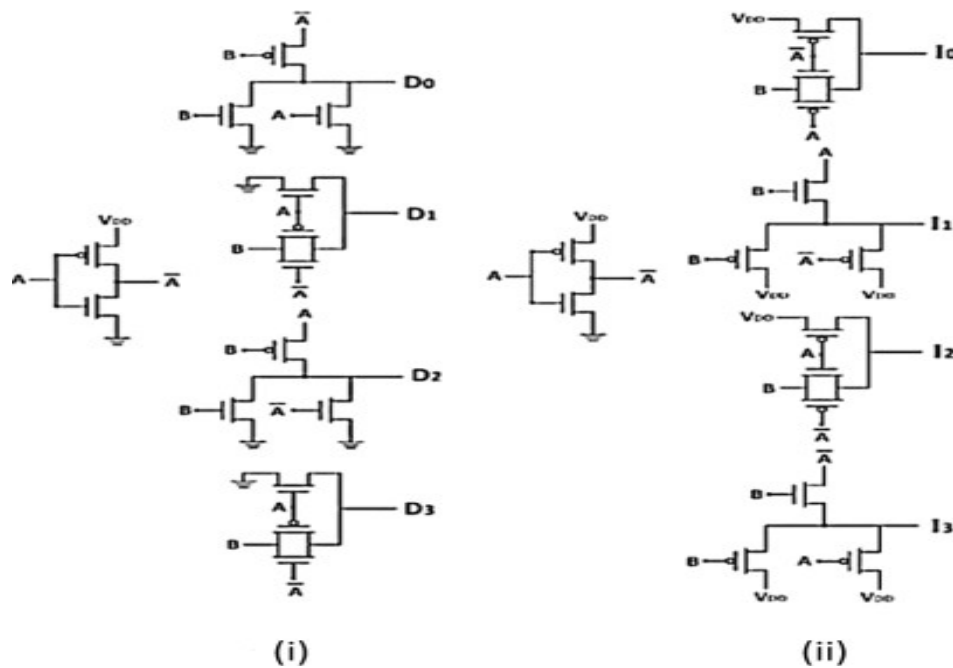 A̅
B
D0
B A
A
D1
B
A̅
VDD
A A̅
A
B
D2
B A̅
A
D3
B
A̅
(i)
VDD
A̅
I0
B
A
A
B
I1
B A̅
VDD VDD
VDD
A A̅
VDD
A
I2
B
A̅
A̅
B
I3
B A
VDD VDD
(ii)